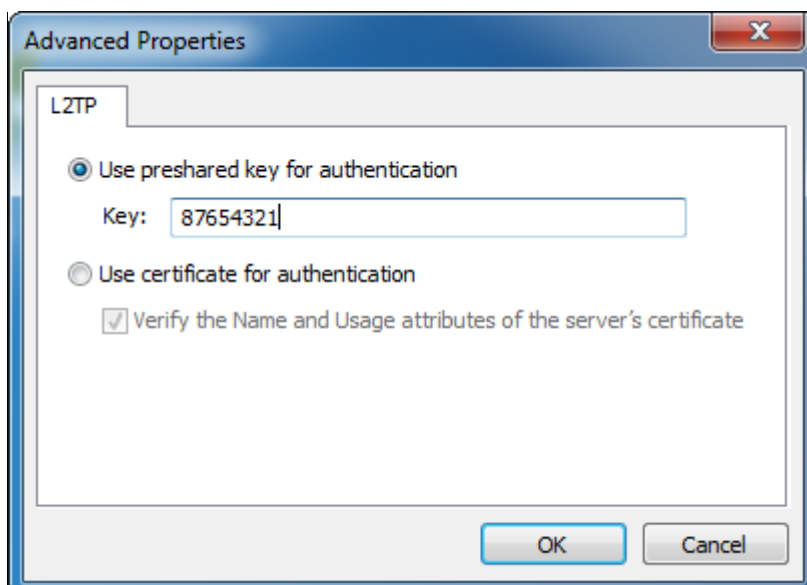 Advanced Properties
L2TP
Use preshared key for authentication
Key: 87654321
Use certificate for authentication
Verify the Name and Usage attributes of the server’s certificate
OK Cancel